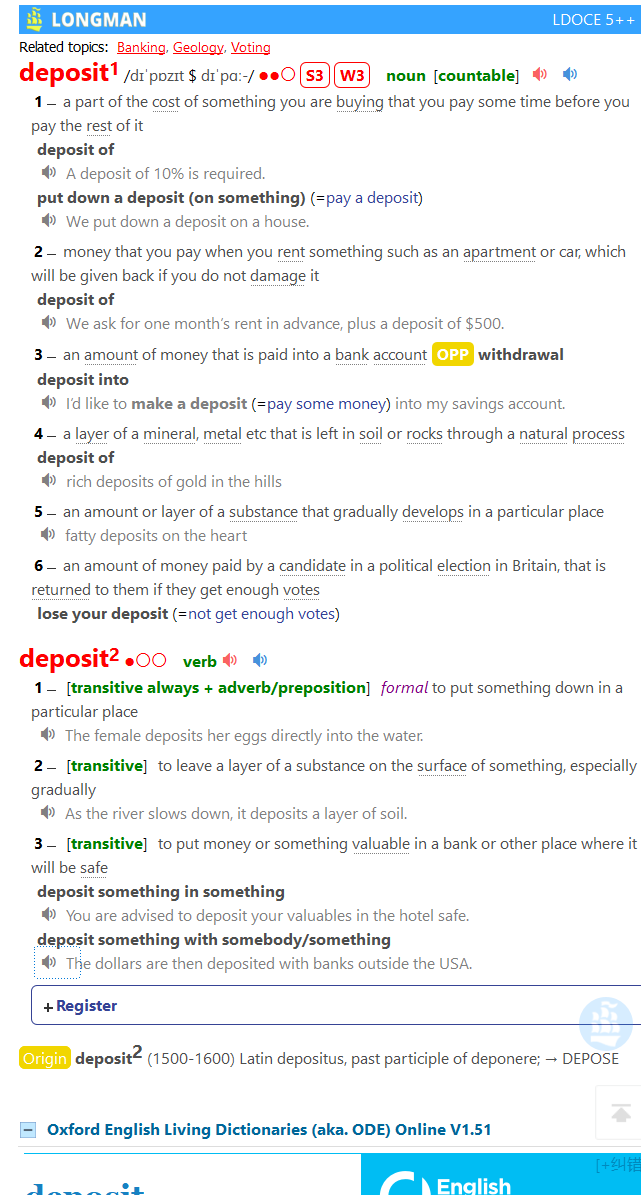 LONGMAN LDOCE 5++
Related topics: Banking, Geology, Voting
deposit1 /dɪˈpɒzɪt $ dɪˈpɑː-/ ●●○ S3 W3 noun [countable]
1 – a part of the cost of something you are buying that you pay some time before you
pay the rest of it
deposit of
A deposit of 10% is required.
put down a deposit (on something) (=pay a deposit)
We put down a deposit on a house.
2 – money that you pay when you rent something such as an apartment or car, which
will be given back if you do not damage it
deposit of
We ask for one month's rent in advance, plus a deposit of $500.
3 – an amount of money that is paid into a bank account OPP withdrawal
deposit into
I'd like to make a deposit (=pay some money) into my savings account.
4 – a layer of a mineral, metal etc that is left in soil or rocks through a natural process
deposit of
rich deposits of gold in the hills
5 – an amount or layer of a substance that gradually develops in a particular place
fatty deposits on the heart
6 – an amount of money paid by a candidate in a political election in Britain, that is
returned to them if they get enough votes
lose your deposit (=not get enough votes)
deposit2 ●○○ verb
1 – [transitive always + adverb/preposition] formal to put something down in a
particular place
The female deposits her eggs directly into the water.
2 – [transitive] to leave a layer of a substance on the surface of something, especially
gradually
As the river slows down, it deposits a layer of soil.
3 – [transitive] to put money or something valuable in a bank or other place where it
will be safe
deposit something in something
You are advised to deposit your valuables in the hotel safe.
deposit something with somebody/something
The dollars are then deposited with banks outside the USA.
+ Register
Origin deposit2 (1500-1600) Latin depositus, past participle of deponere; → DEPOSE
Oxford English Living Dictionaries (aka. ODE) Online V1.51
[+纠错
deposit
English